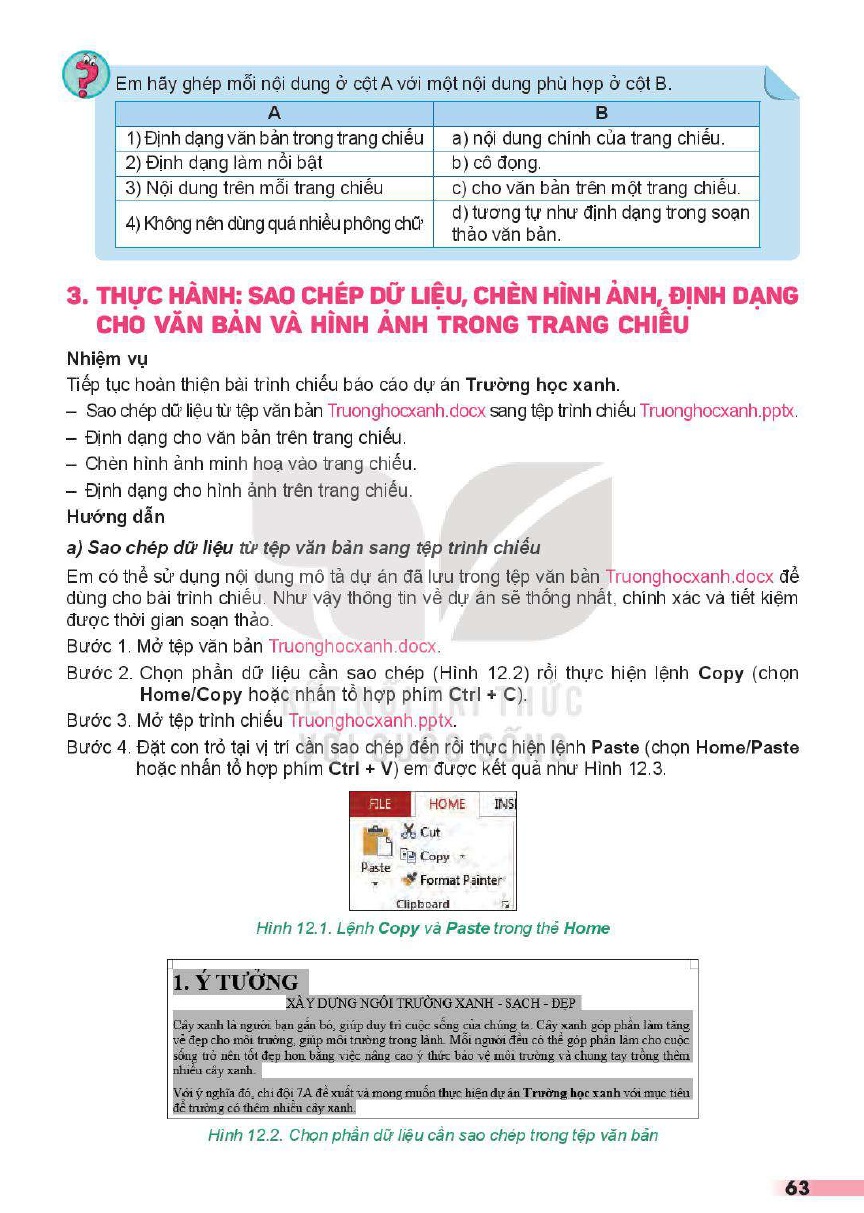 Em hãy ghép mỗi nội dung ở cột A với một nội dung phù hợp ở cột B.
A B
1) Định dạng văn bản trong trang chiếu a) nội dung chính của trang chiếu.
2) Định dạng làm nổi bật b) cô đọng.
3) Nội dung trên mỗi trang chiếu c) cho văn bản trên một trang chiếu.
4) Không nên dùng quá nhiều phông chữ d) tương tự như định dạng trong soạn
thảo văn bản.
3. THỰC HÀNH: SAO CHÉP DỮ LIỆU, CHÈN HÌNH ẢNH, ĐỊNH DẠNG
CHO VĂN BẢN VÀ HÌNH ẢNH TRONG TRANG CHIẾU
Nhiệm vụ
Tiếp tục hoàn thiện bài trình chiếu báo cáo dự án Trường học xanh.
– Sao chép dữ liệu từ tệp văn bản Truonghocxanh.docx sang tệp trình chiếu Truonghocxanh.pptx.
– Định dạng cho văn bản trên trang chiếu.
– Chèn hình ảnh minh hoạ vào trang chiếu.
– Định dạng cho hình ảnh trên trang chiếu.
Hướng dẫn
a) Sao chép dữ liệu từ tệp văn bản sang tệp trình chiếu
Em có thể sử dụng nội dung mô tả dự án đã lưu trong tệp văn bản Truonghocxanh.docx để
dùng cho bài trình chiếu. Như vậy thông tin về dự án sẽ thống nhất, chính xác và tiết kiệm
được thời gian soạn thảo.
Bước 1. Mở tệp văn bản Truonghocxanh.docx.
Bước 2. Chọn phần dữ liệu cần sao chép (Hình 12.2) rồi thực hiện lệnh Copy (chọn
Home/Copy hoặc nhấn tổ hợp phím Ctrl + C).
KẾT NỐI TRI THỨC
Bước 3. Mở tệp trình chiếu Truonghocxanh.pptx.
VỚI CUỘC SỐNG
Bước 4. Đặt con trỏ tại vị trí cần sao chép đến rồi thực hiện lệnh Paste (chọn Home/Paste
hoặc nhấn tổ hợp phím Ctrl + V) em được kết quả như Hình 12.3.
FILE HOME INSI
Cut
Copy
Paste
Format Painter
Clipboard
Hình 12.1. Lệnh Copy và Paste trong thẻ Home
1. Ý TƯỞNG
XÂY DỰNG NGÔI TRƯỜNG XANH - SẠCH - ĐẸP
Cây xanh là người bạn gắn bó, giúp duy trì cuộc sống của chúng ta. Cây xanh góp phần làm tăng
vẻ đẹp cho môi trường, giúp môi trường trong lành. Mỗi người đều có thể góp phần làm cho cuộc
sống trở nên tốt đẹp hơn bằng việc nâng cao ý thức bảo vệ môi trường và chung tay trồng thêm
nhiều cây xanh.
Với ý nghĩa đó, chi đội 7A đề xuất và mong muốn thực hiện dự án Trường học xanh với mục tiêu
để trường có thêm nhiều cây xanh.
Hình 12.2. Chọn phần dữ liệu cần sao chép trong tệp văn bản
63